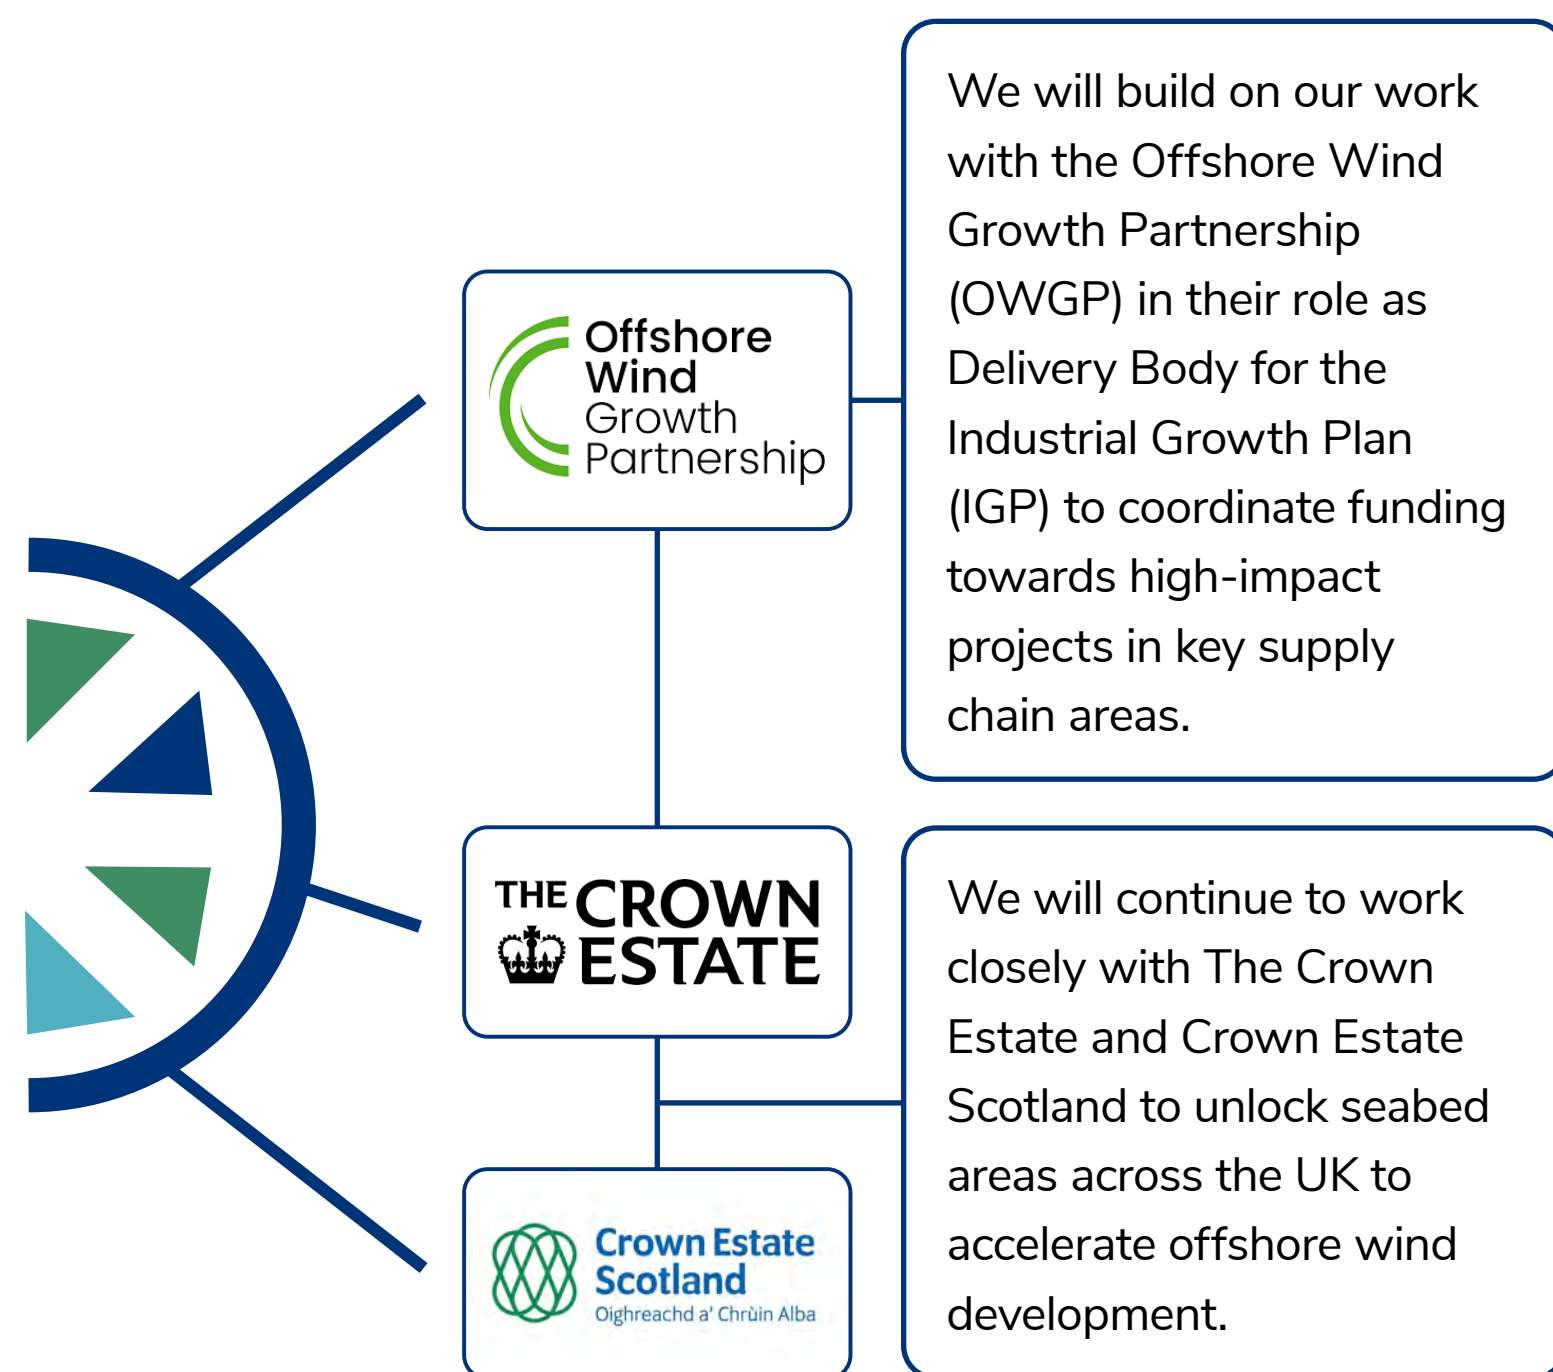 We will build on our work
with the Offshore Wind
Growth Partnership
(OWGP) in their role as
Delivery Body for the
Industrial Growth Plan
(IGP) to coordinate funding
towards high-impact
projects in key supply
chain areas.
Offshore
Wind
Growth
Partnership
THE CROWN
ESTATE
We will continue to work
closely with The Crown
Estate and Crown Estate
Scotland to unlock seabed
areas across the UK to
accelerate offshore wind
development.
Crown Estate
Scotland
Oighreachd a' Chrùin Alba